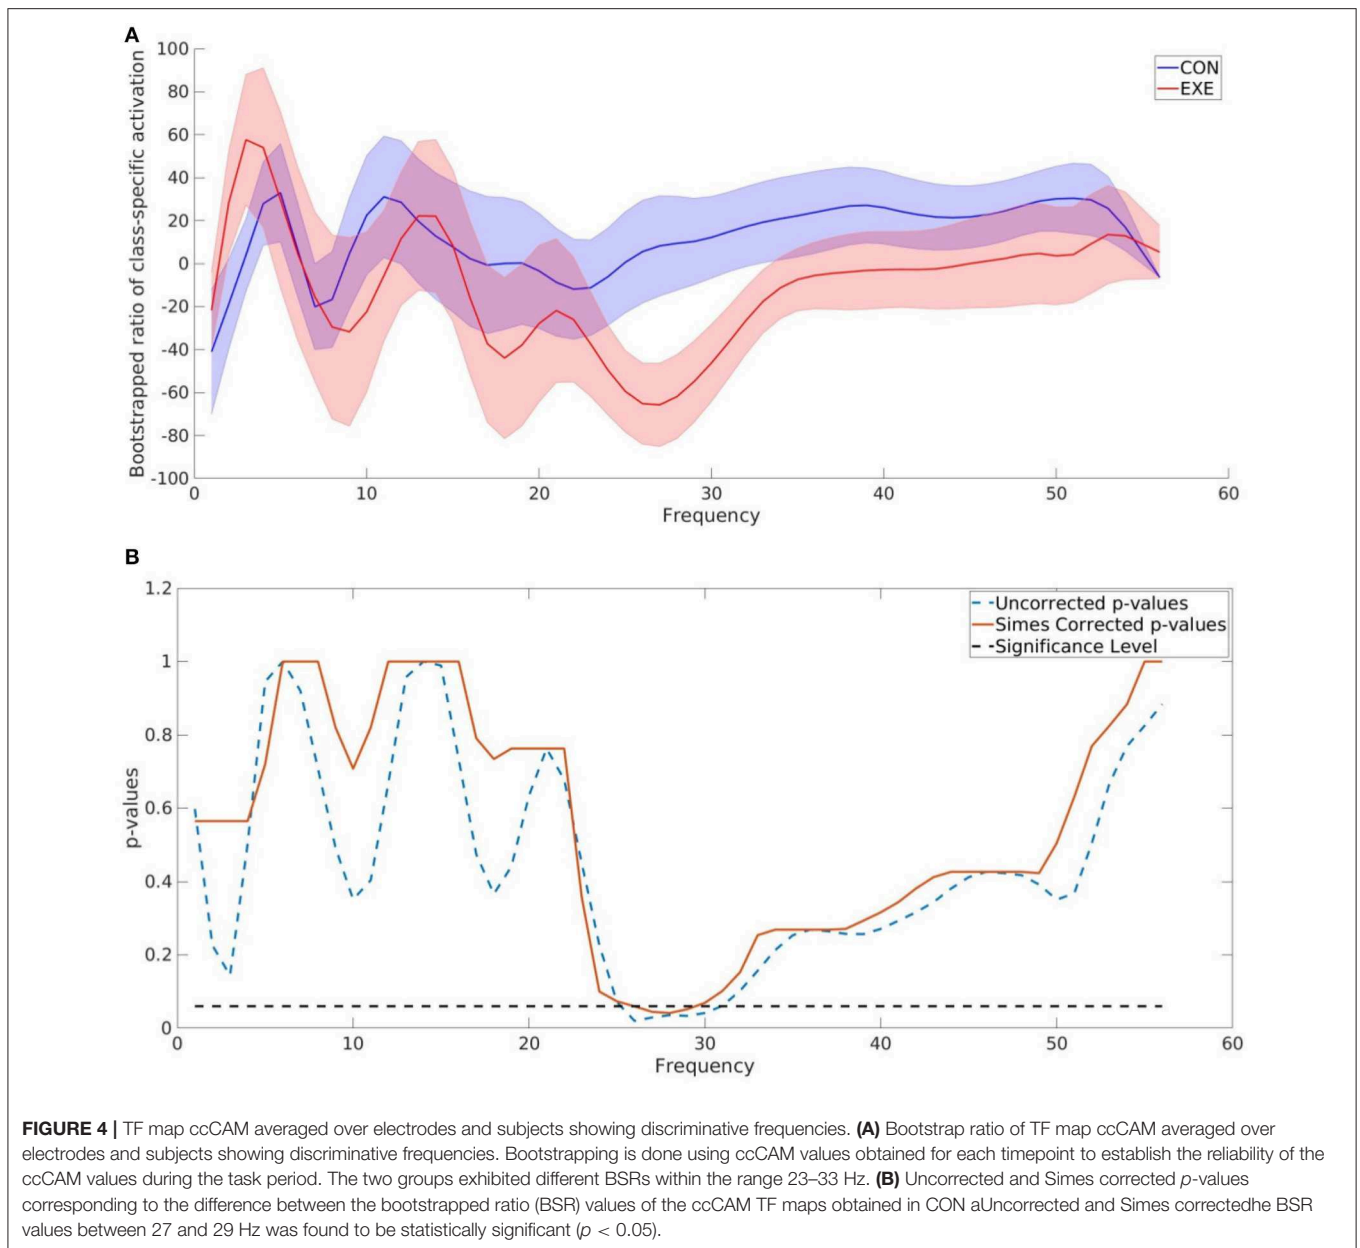 A
Bootstrapped ratio of class-specific activation
100
80
60
40
20
0
-20
-40
-60
-80
-100
CON
EXE
0 10 20 30 40 50 60
Frequency
B
p-values
1.2
1
0.8
0.6
0.4
0.2
0
Uncorrected p-values
Simes Corrected p-values
Significance Level
0 10 20 30 40 50 60
Frequency
FIGURE 4 | TF map ccCAM averaged over electrodes and subjects showing discriminative frequencies. (A) Bootstrap ratio of TF map ccCAM averaged over
electrodes and subjects showing discriminative frequencies. Bootstrapping is done using ccCAM values obtained for each timepoint to establish the reliability of the
ccCAM values during the task period. The two groups exhibited different BSRs within the range 23–33 Hz. (B) Uncorrected and Simes corrected p-values
corresponding to the difference between the bootstrapped ratio (BSR) values of the ccCAM TF maps obtained in CON aUncorrected and Simes correctedhe BSR
values between 27 and 29 Hz was found to be statistically significant (p < 0.05).